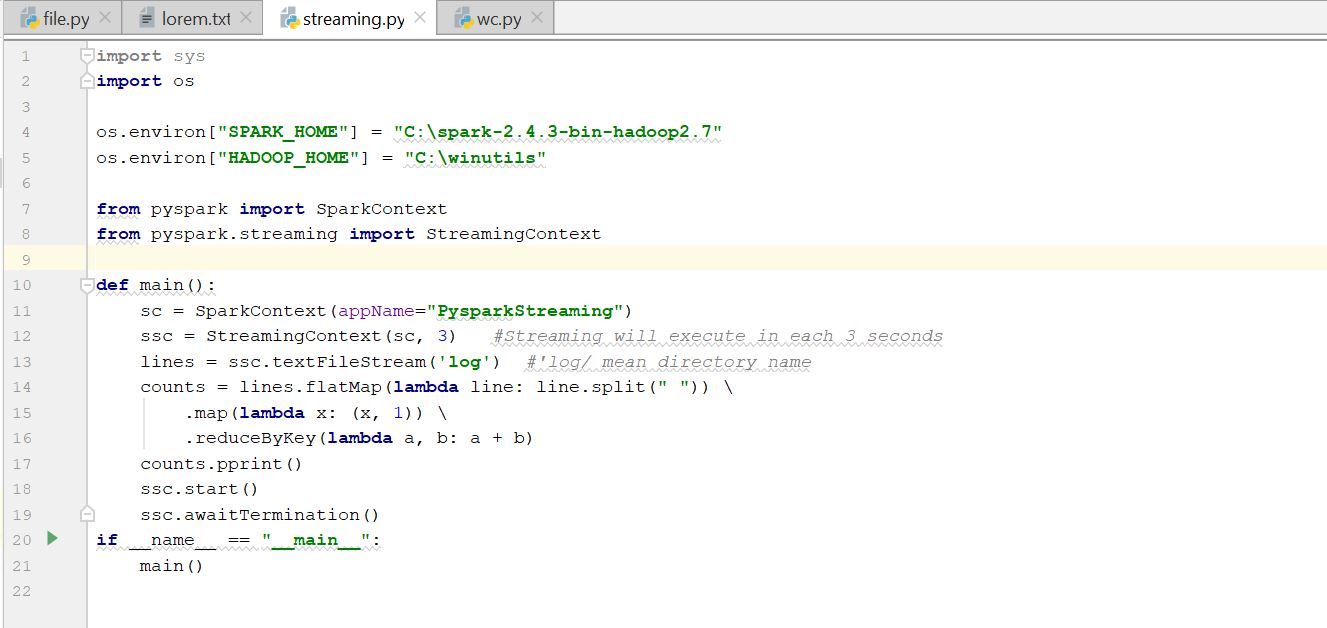 file.py lorem.txt streaming.py wc.py
1 import sys
2 import os
3
4 os.environ["SPARK_HOME"] = "C:\spark-2.4.3-bin-hadoop2.7"
5 os.environ["HADOOP_HOME"] = "C:\winutils"
6
7 from pyspark import SparkContext
8 from pyspark.streaming import StreamingContext
9
10 def main():
11     sc = SparkContext(appName="PysparkStreaming")
12     ssc = StreamingContext(sc, 3)   #Streaming will execute in each 3 seconds
13     lines = ssc.textFileStream('log')  #'log/ mean directory name
14     counts = lines.flatMap(lambda line: line.split(" ")) \
15         .map(lambda x: (x, 1)) \
16         .reduceByKey(lambda a, b: a + b)
17     counts.pprint()
18     ssc.start()
19     ssc.awaitTermination()
20 if __name__ == "__main__":
21     main()
22